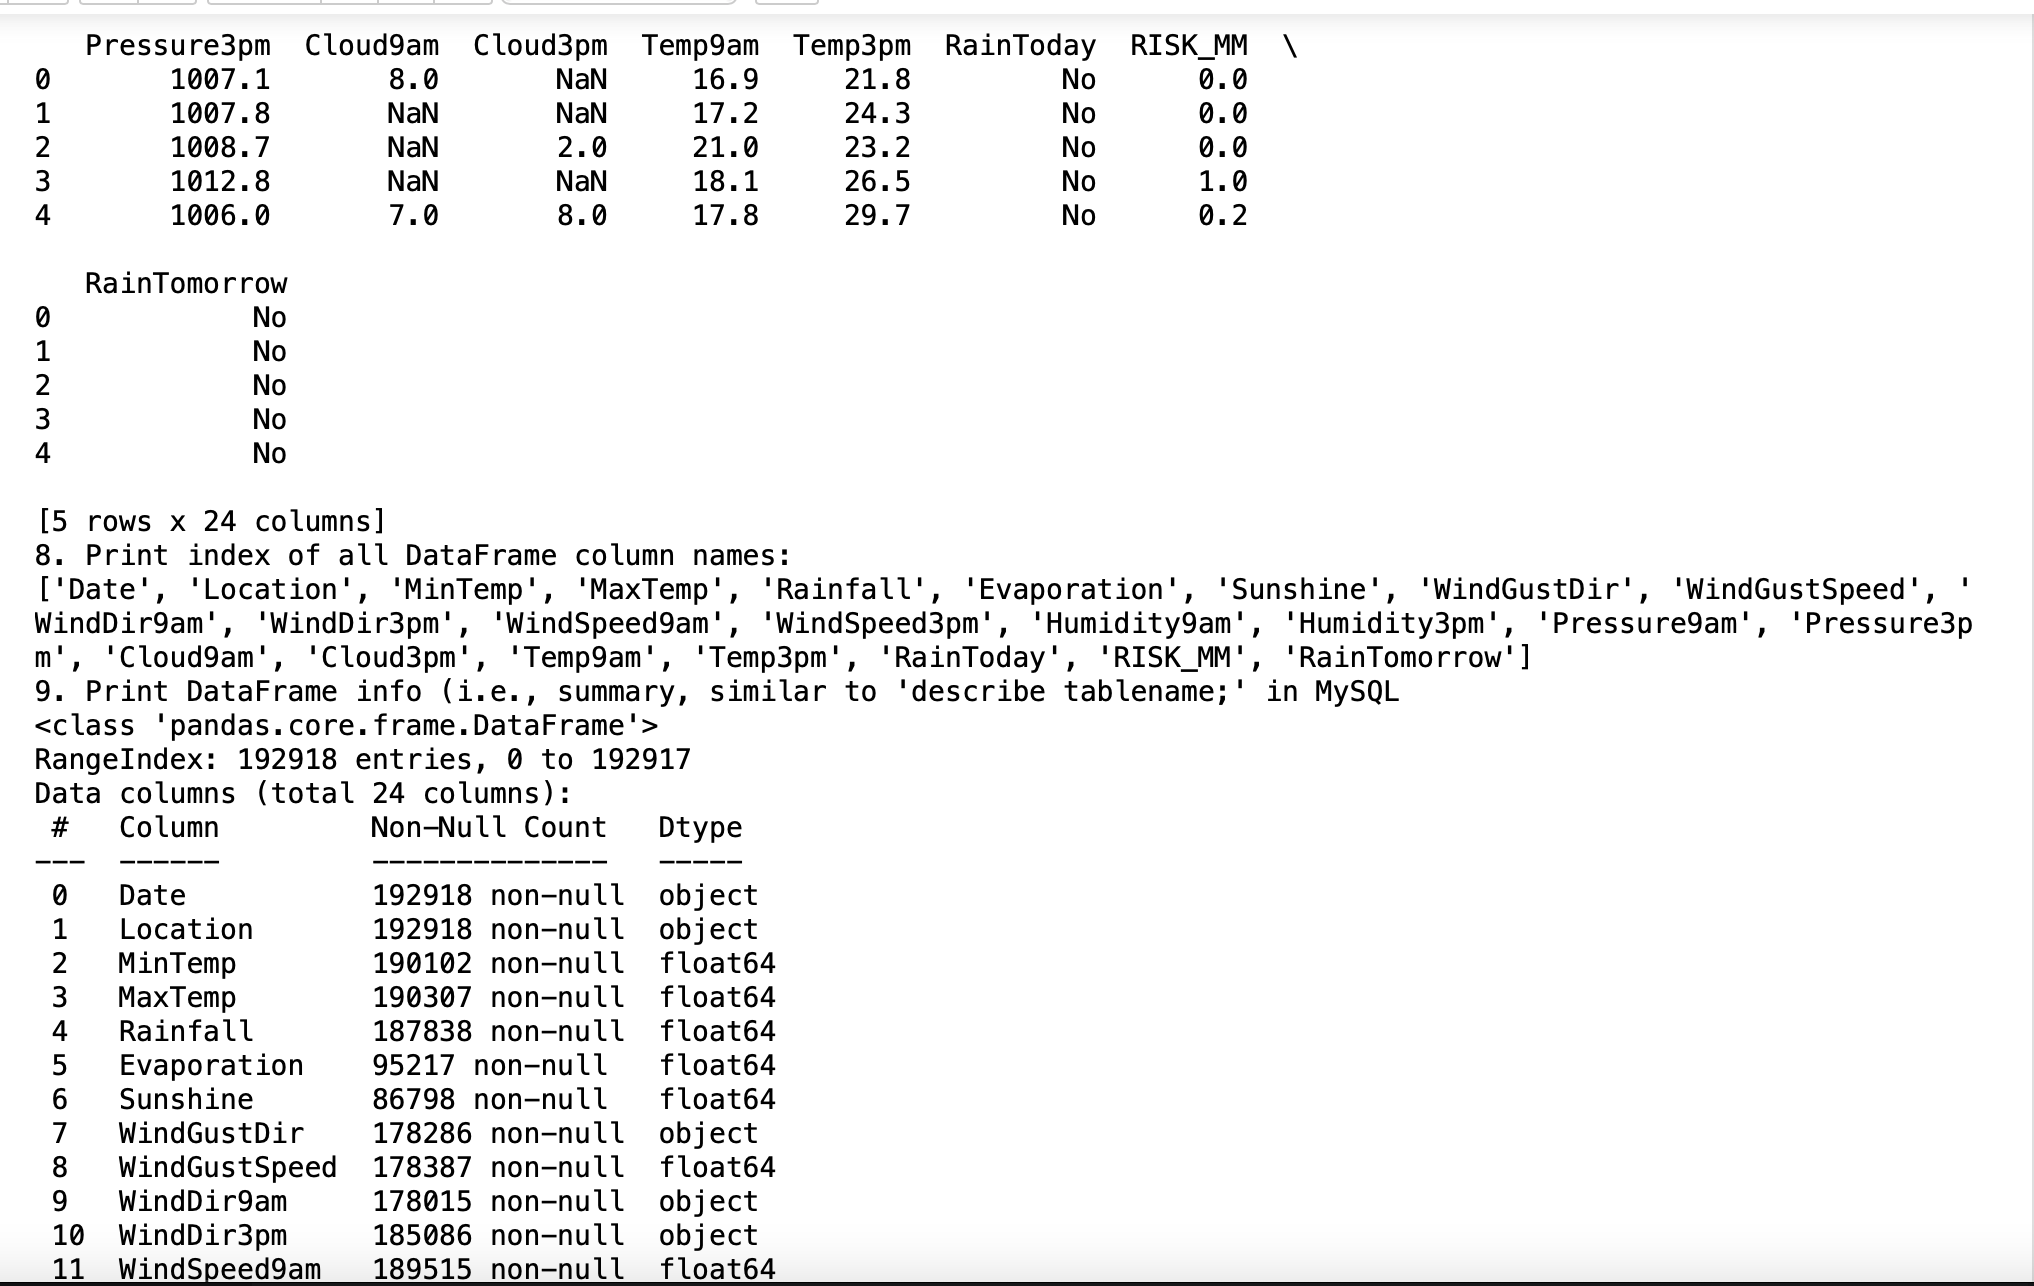 Pressure3pm  Cloud9am  Cloud3pm  Temp9am  Temp3pm  RainToday  RISK_MM  \
0       1007.1       8.0       NaN     16.9     21.8         No      0.0
1       1007.8       NaN       NaN     17.2     24.3         No      0.0
2       1008.7       NaN       2.0     21.0     23.2         No      0.0
3       1012.8       NaN       NaN     18.1     26.5         No      1.0
4       1006.0       7.0       8.0     17.8     29.7         No      0.2

   RainTomorrow
0            No
1            No
2            No
3            No
4            No

[5 rows x 24 columns]
8. Print index of all DataFrame column names:
['Date', 'Location', 'MinTemp', 'MaxTemp', 'Rainfall', 'Evaporation', 'Sunshine', 'WindGustDir', 'WindGustSpeed', '
WindDir9am', 'WindDir3pm', 'WindSpeed9am', 'WindSpeed3pm', 'Humidity9am', 'Humidity3pm', 'Pressure9am', 'Pressure3p
m', 'Cloud9am', 'Cloud3pm', 'Temp9am', 'Temp3pm', 'RainToday', 'RISK_MM', 'RainTomorrow']
9. Print DataFrame info (i.e., summary, similar to 'describe tablename;' in MySQL
<class 'pandas.core.frame.DataFrame'>
RangeIndex: 192918 entries, 0 to 192917
Data columns (total 24 columns):
 #   Column         Non-Null Count   Dtype
---  ------         --------------   -----
 0   Date           192918 non-null  object
 1   Location       192918 non-null  object
 2   MinTemp        190102 non-null  float64
 3   MaxTemp        190307 non-null  float64
 4   Rainfall       187838 non-null  float64
 5   Evaporation    95217 non-null   float64
 6   Sunshine       86798 non-null   float64
 7   WindGustDir    178286 non-null  object
 8   WindGustSpeed  178387 non-null  float64
 9   WindDir9am     178015 non-null  object
 10  WindDir3pm     185086 non-null  object
 11  WindSpeed9am   189515 non-null  float64